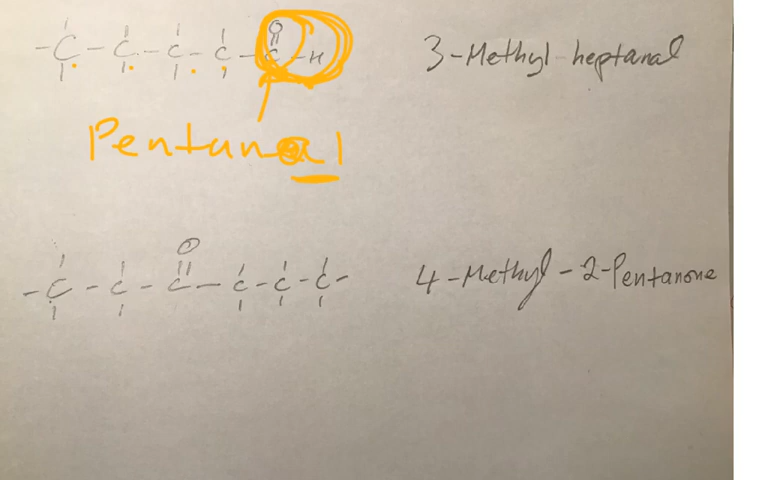 -C-C-C-C-C-H
O
3-Methyl heptanal
Pentanal
O
-C-C-C-C-C-C-
4-Methyl-2-Pentanone